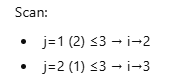 Scan:
• j=1 (2) ≤3 → i→2
• j=2 (1) ≤3 → i→3